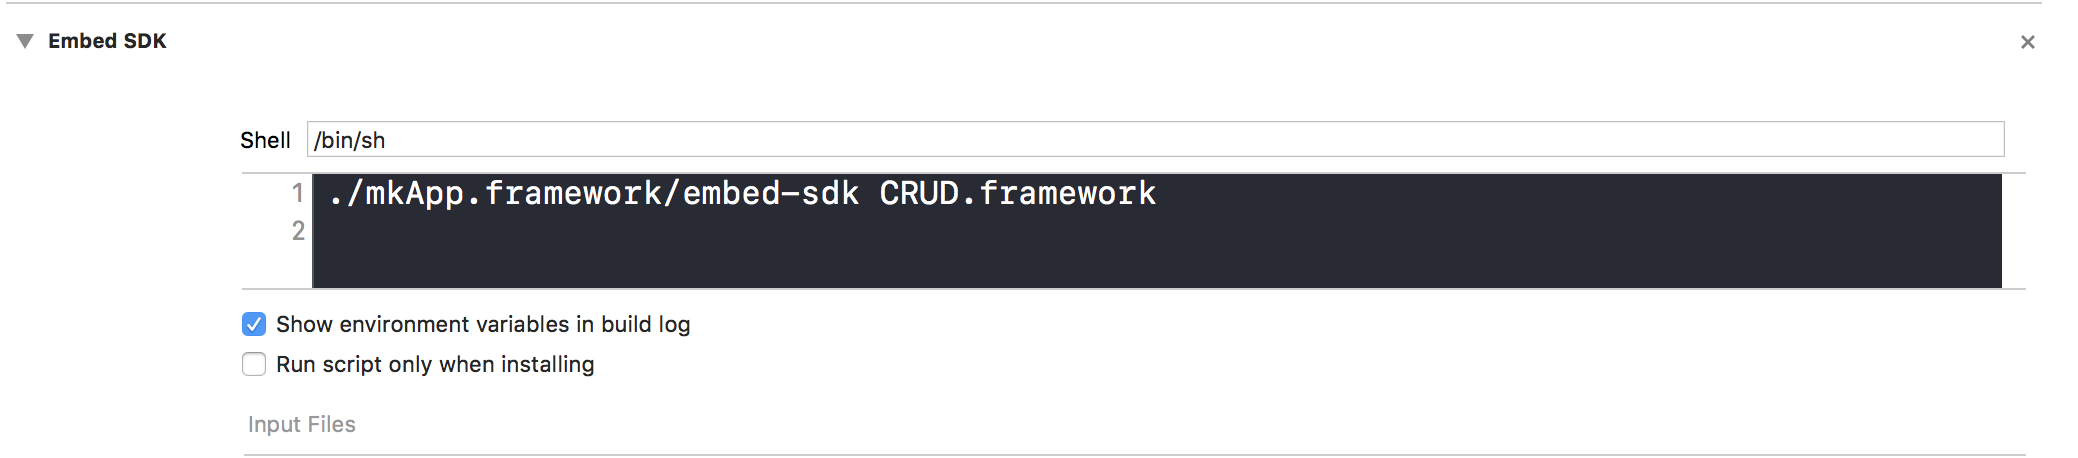 Embed SDK
Shell /bin/sh
1 ./mkApp.framework/embed-sdk CRUD.framework
2
Show environment variables in build log
Run script only when installing
Input Files